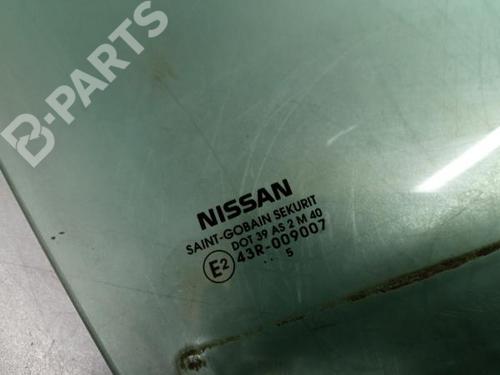 B-PARTS
NISSAN
SAINT-GOBAIN SEKURIT
DOT 39 AS 2 M 40
E2 43R-009007
.. 5